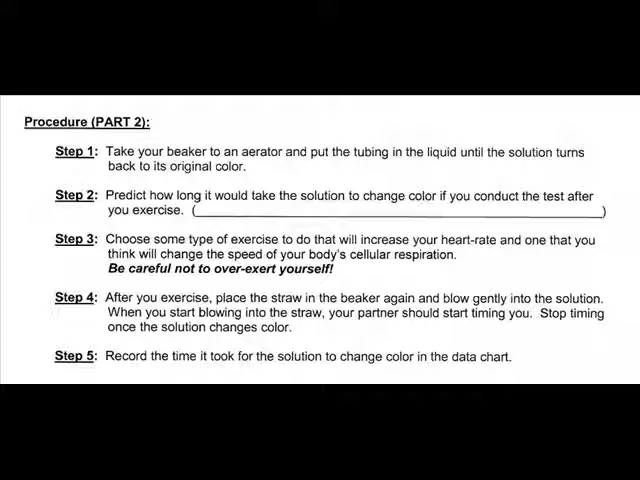 Procedure (PART 2):
Step 1: Take your beaker to an aerator and put the tubing in the liquid until the solution turns
back to its original color.
Step 2: Predict how long it would take the solution to change color if you conduct the test after
you exercise. (____________________)
Step 3: Choose some type of exercise to do that will increase your heart-rate and one that you
think will change the speed of your body's cellular respiration.
Be careful not to over-exert yourself!
Step 4: After you exercise, place the straw in the beaker again and blow gently into the solution.
When you start blowing into the straw, your partner should start timing you. Stop timing
once the solution changes color.
Step 5: Record the time it took for the solution to change color in the data chart.